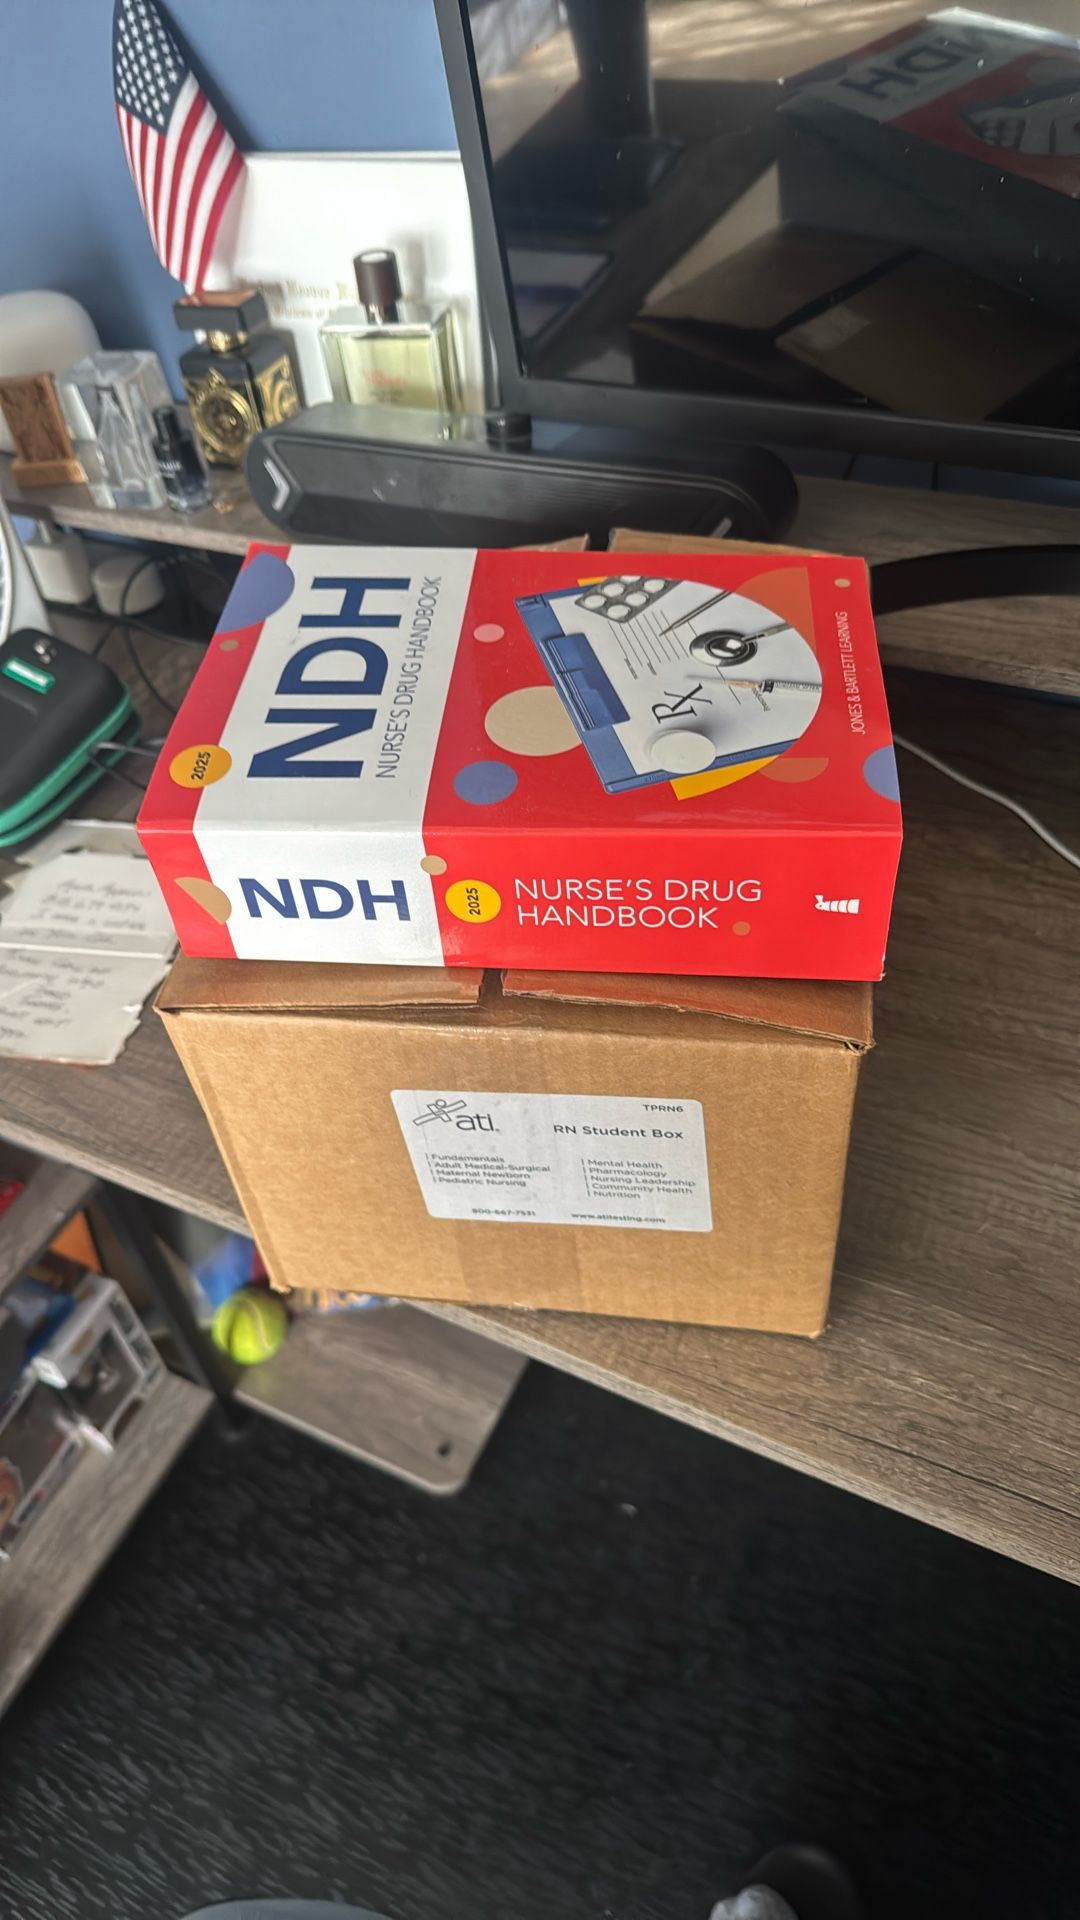 NDH
NURSE'S DRUG HANDBOOK
2025
JONES & BARTLETT LEARNING
Rx
NDH
2025
NURSE'S DRUG
HANDBOOK
ati
TPRN6
RN Student Box
Fundamentals
Adult Medical-Surgical
Maternal Newborn
Pediatric Nursing
Mental Health
Pharmacology
Nursing Leadership
Community Health
Nutrition
800-667-7531
www.atitesting.com